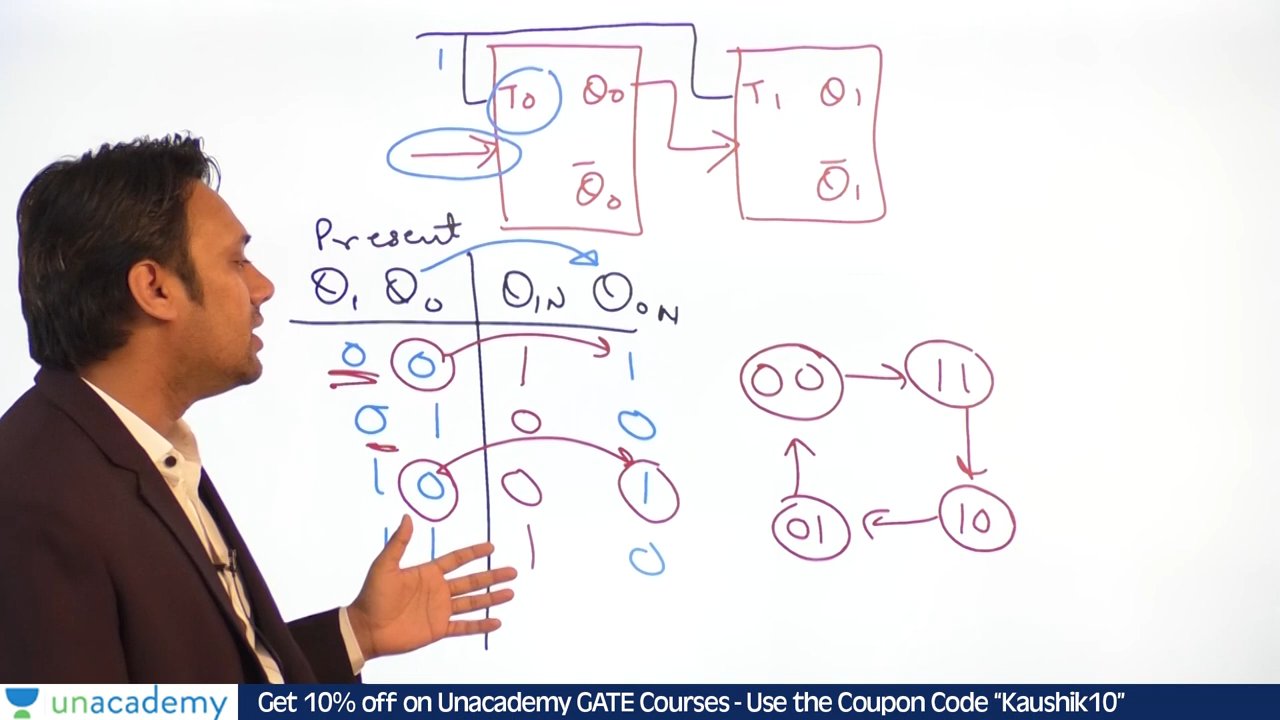 1
T0 Q0 T1 Q1
Q̅0 Q̅1
Present
Q1 Q0 Q1N Q0N
0 0 1 1
0 1 0 0
1 0 0 1
1 1 1 0
00 11
01 10
unacademy Get 10% off on Unacademy GATE Courses - Use the Coupon Code “Kaushik10”